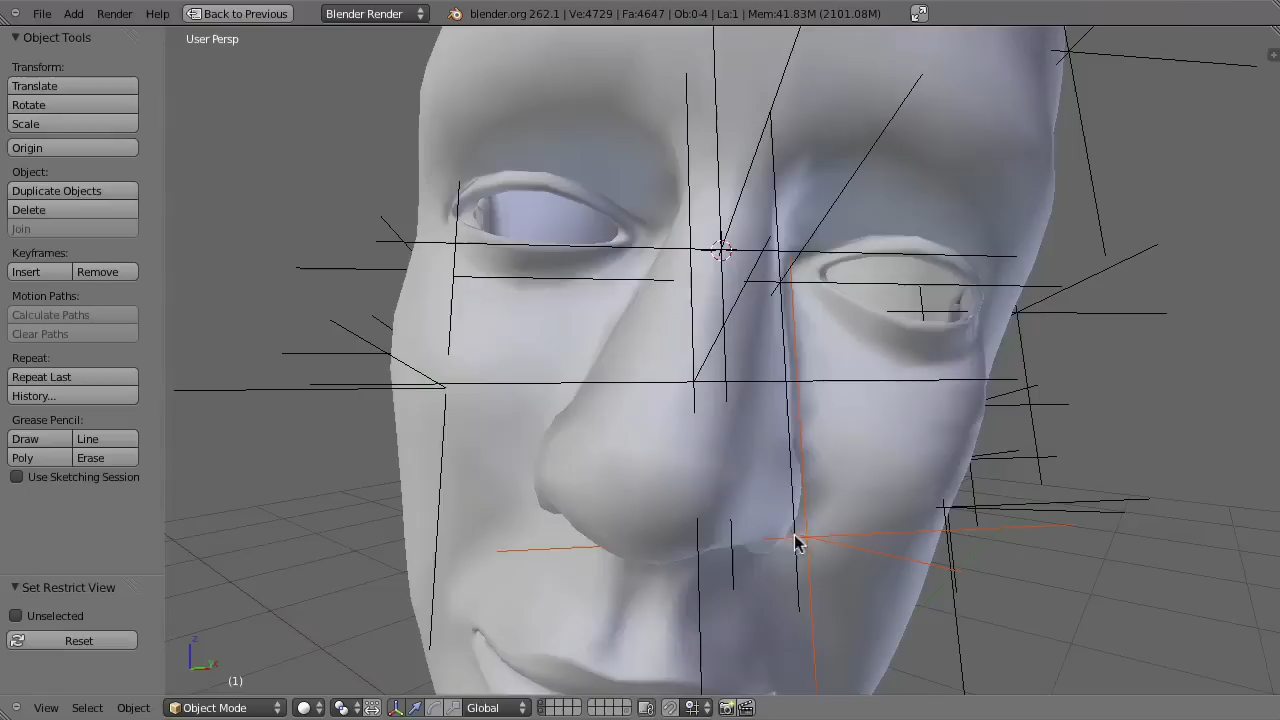 File Add Render Help Back to Previous Blender Render blender.org 262.1 | Ve:4729 | Fa:4647 | Ob:0-4 | La:1 | Mem:41.83M (2101.08M)
Object Tools
User Persp
Transform:
Translate
Rotate
Scale
Origin
Object:
Duplicate Objects
Delete
Join
Keyframes:
Insert Remove
Motion Paths:
Calculate Paths
Clear Paths
Repeat:
Repeat Last
History...
Grease Pencil:
Draw Line
Poly Erase
Use Sketching Session
Set Restrict View
Unselected
Reset
z
(1)
View Select Object Object Mode Global